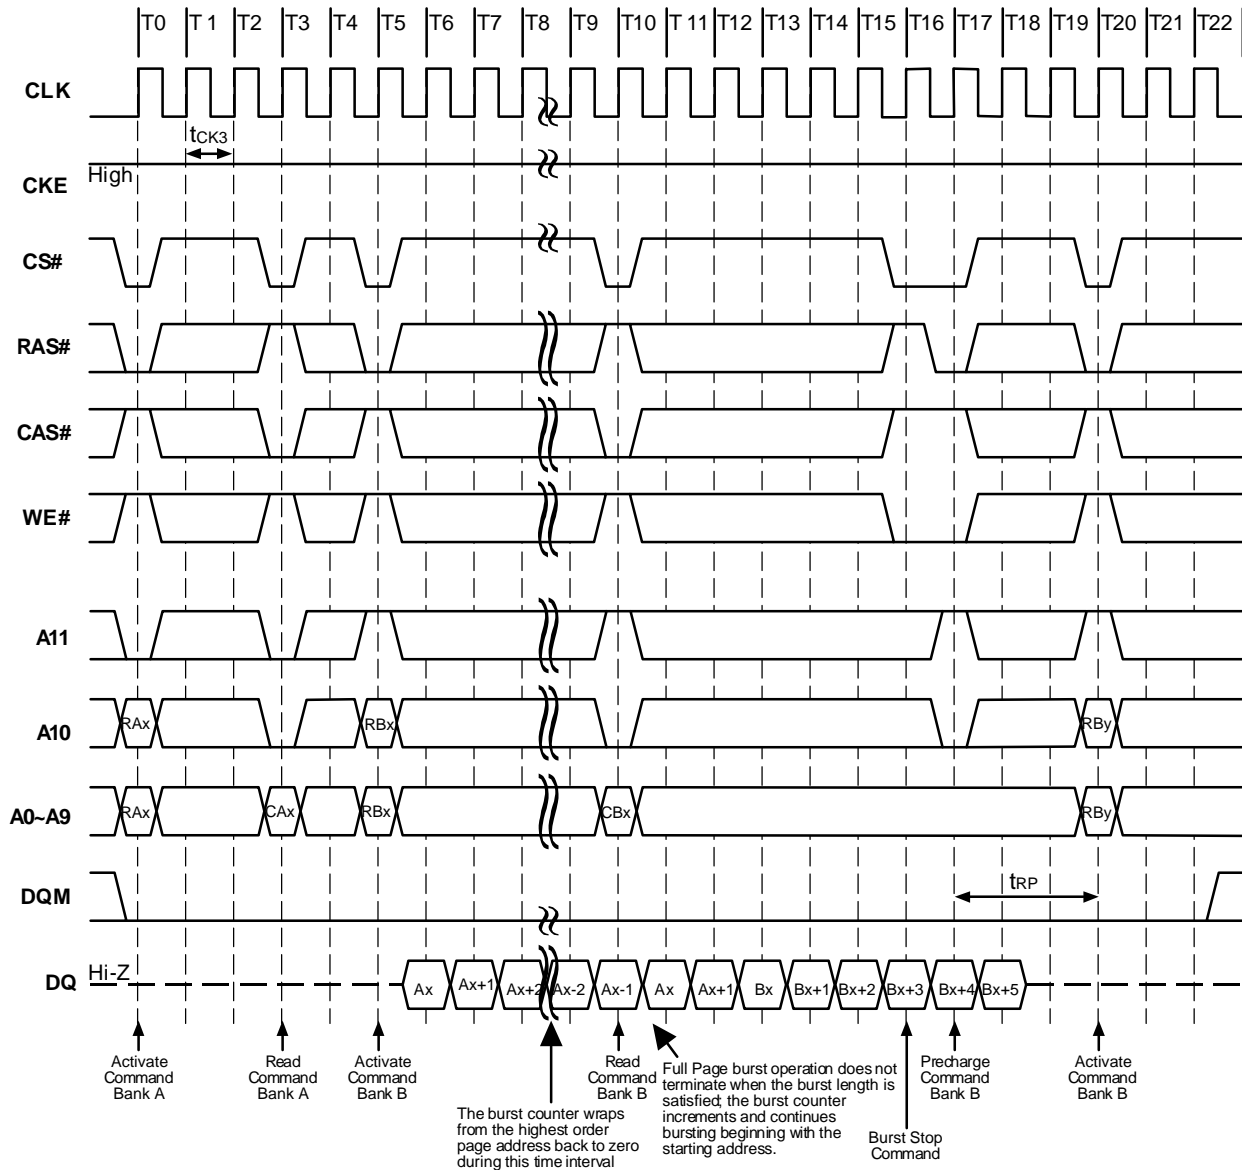 T0 T 1 T2 T3 T4 T5 T6 T7 T8 T9 T10 T 11 T12 T13 T14 T15 T16 T17 T18 T19 T20 T21 T22
CLK
tCK3
High
CKE
CS#
RAS#
CAS#
WE#
A11
A10
RAx RBx RBy
A0~A9
RAx CAx RBx CBx RBy
DQM
tRP
DQ
Hi-Z
Ax Ax+1 Ax+2 Ax-2 Ax-1 Ax Ax+1 Bx Bx+1 Bx+2 Bx+3 Bx+4 Bx+5
Activate
Command
Bank A
Read
Command
Bank A
Activate
Command
Bank B
The burst counter wraps
from the highest order
page address back to zero
during this time interval
Read
Command
Bank B
Full Page burst operation does not
terminate when the burst length is
satisfied; the burst counter
increments and continues
bursting beginning with the
starting address.
Burst Stop
Command
Precharge
Command
Bank B
Activate
Command
Bank B